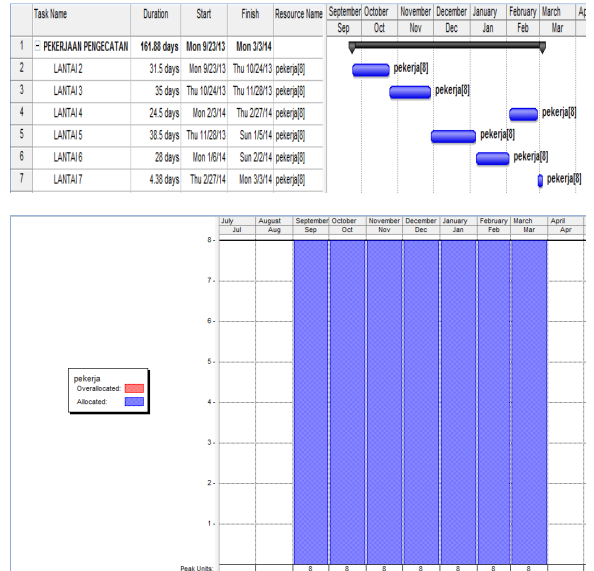 Task Name Duration Start Finish Resource Name September October November December January February March Ap
Sep Oct Nov Dec Jan Feb Mar
1 PEKERJAAN PENGECATAN 161.88 days Mon 9/23/13 Mon 3/3/14
2 LANTAI 2 31.5 days Mon 9/23/13 Thu 10/24/13 pekerja[8] pekerja[8]
3 LANTAI 3 35 days Thu 10/24/13 Thu 11/28/13 pekerja[8] pekerja[8]
4 LANTAI 4 24.5 days Mon 2/3/14 Thu 2/27/14 pekerja[8] pekerja[8]
5 LANTAI 5 38.5 days Thu 11/28/13 Sun 1/5/14 pekerja[8] pekerja[8]
6 LANTAI 6 28 days Mon 1/6/14 Sun 2/2/14 pekerja[8] pekerja[8]
7 LANTAI 7 4.38 days Thu 2/27/14 Mon 3/3/14 pekerja[8] pekerja[8]
July August September October November December January February March April
Jul Aug Sep Oct Nov Dec Jan Feb Mar Apr
8 -
7 -
6 -
5 -
pekerja
Overallocated:
Allocated:
4 -
3 -
2 -
1 -
Peak Units: 8 8 8 8 8 8 8